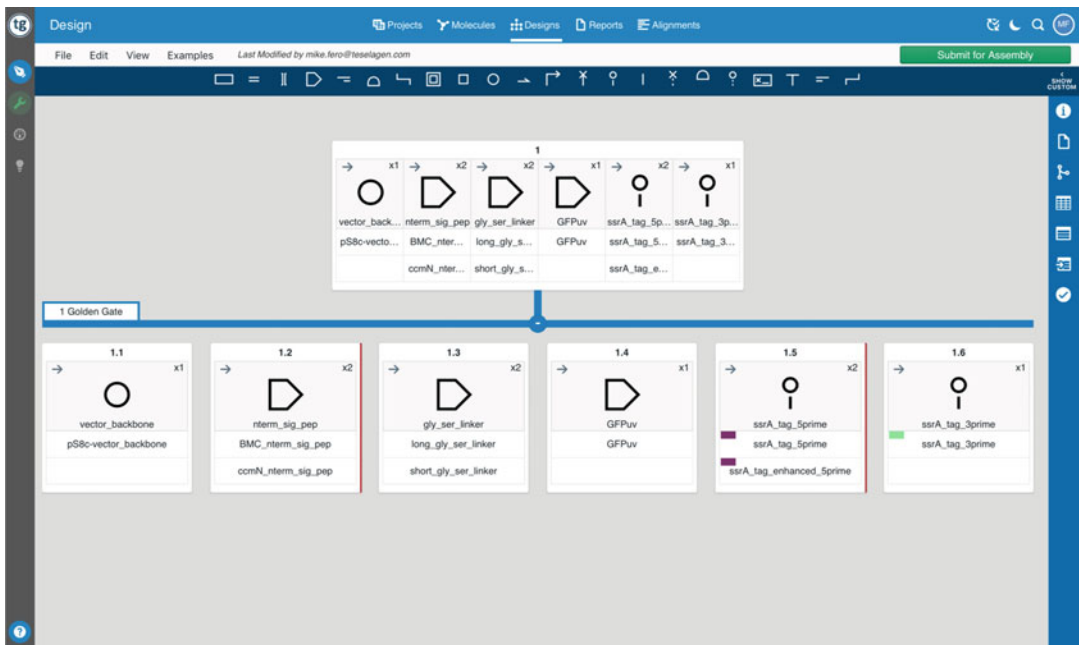 tg Design Projects Molecules Designs Reports Alignments MF
File Edit View Examples Last Modified by mike.fero@teselagen.com Submit for Assembly
SHOW CUSTOM
1
x1 x2 x2 x1 x2 x1
vector_back... nterm_sig_pep gly_ser_linker GFPuv ssrA_tag_5p... ssrA_tag_3p...
pS8c-vecto... BMC_nter... long_gly_s... GFPuv ssrA_tag_5... ssrA_tag_3...
ccmN_nter... short_gly_s... ssrA_tag_e...
1 Golden Gate
1.1 1.2 1.3 1.4 1.5 1.6
x1 x2 x2 x1 x2 x1
vector_backbone nterm_sig_pep gly_ser_linker GFPuv ssrA_tag_5prime ssrA_tag_3prime
pS8c-vector_backbone BMC_nterm_sig_pep long_gly_ser_linker GFPuv ssrA_tag_5prime ssrA_tag_3prime
ccmN_nterm_sig_pep short_gly_ser_linker ssrA_tag_enhanced_5prime